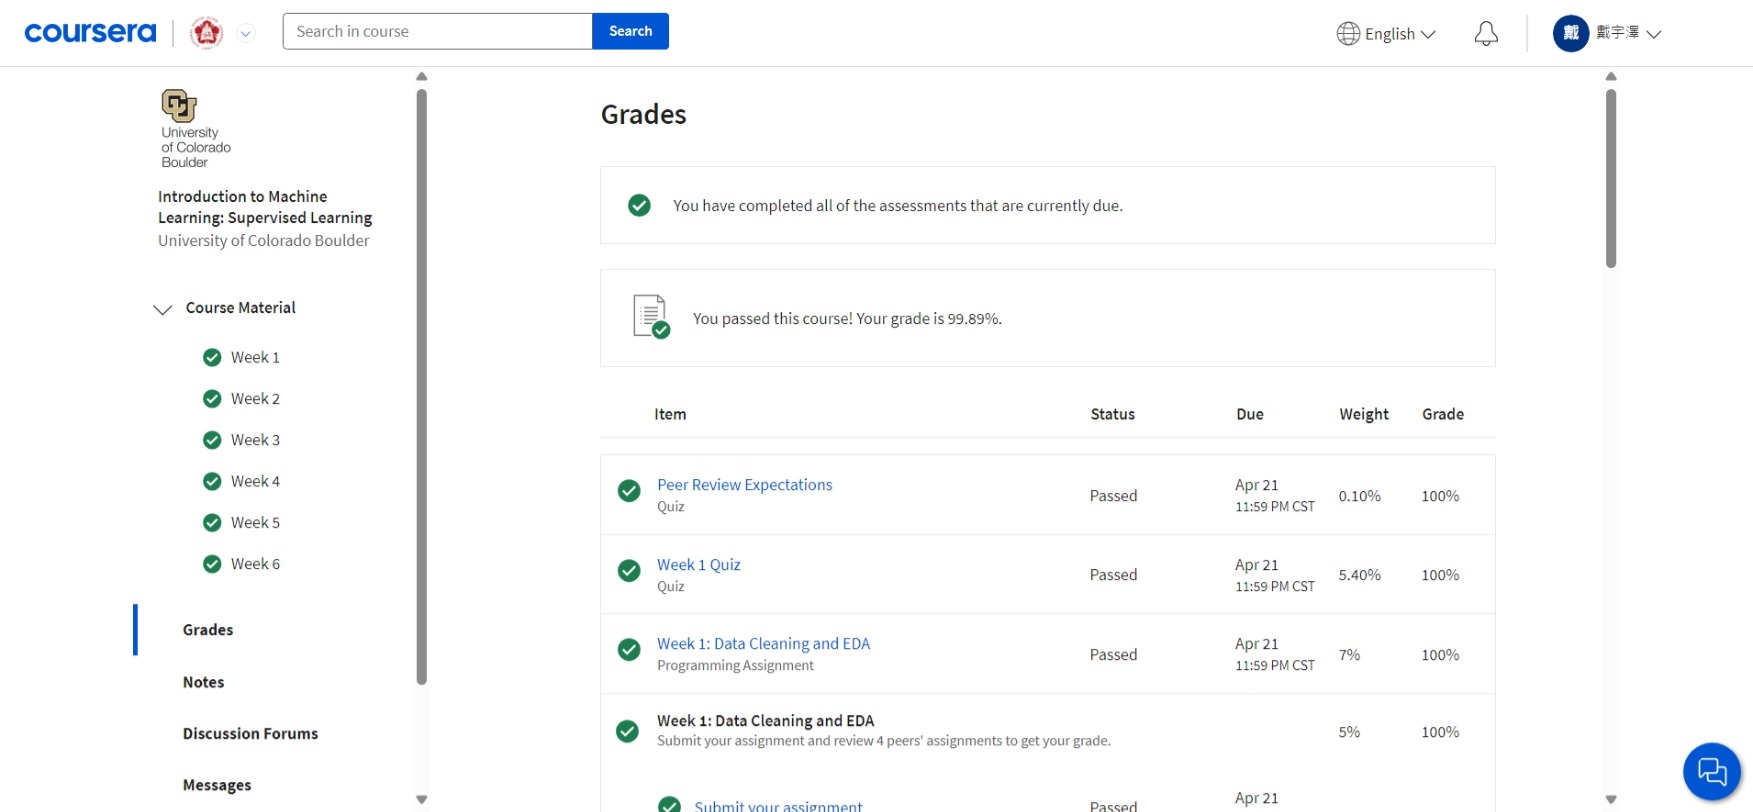 coursera
Search in course
Search
English
戴
戴宇澤
University
of Colorado
Boulder
Introduction to Machine
Learning: Supervised Learning
University of Colorado Boulder
Course Material
Week 1
Week 2
Week 3
Week 4
Week 5
Week 6
Grades
Notes
Discussion Forums
Messages
Grades
You have completed all of the assessments that are currently due.
You passed this course! Your grade is 99.89%.
Item Status Due Weight Grade
Peer Review Expectations
Quiz
Passed
Apr 21
11:59 PM CST
0.10%
100%
Week 1 Quiz
Quiz
Passed
Apr 21
11:59 PM CST
5.40%
100%
Week 1: Data Cleaning and EDA
Programming Assignment
Passed
Apr 21
11:59 PM CST
7%
100%
Week 1: Data Cleaning and EDA
Submit your assignment and review 4 peers' assignments to get your grade.
5%
100%
Submit your assignment
Passed
Apr 21